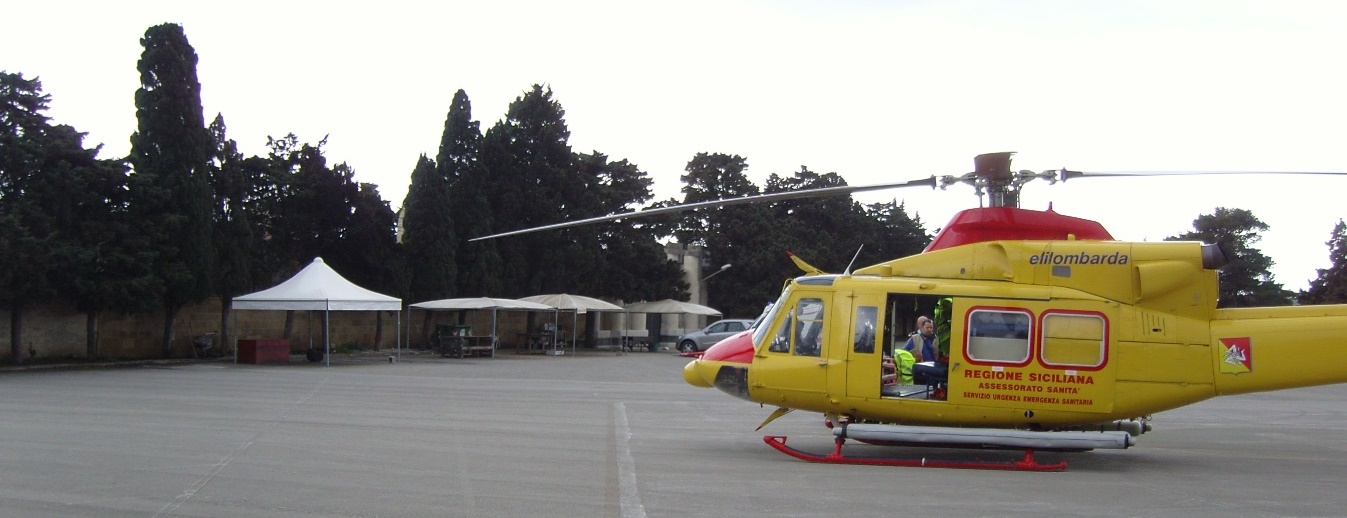 elilombarda
REGIONE SICILIANA
ASSESSORATO SANITA'
SERVIZIO URGENZA EMERGENZA SANITARIA